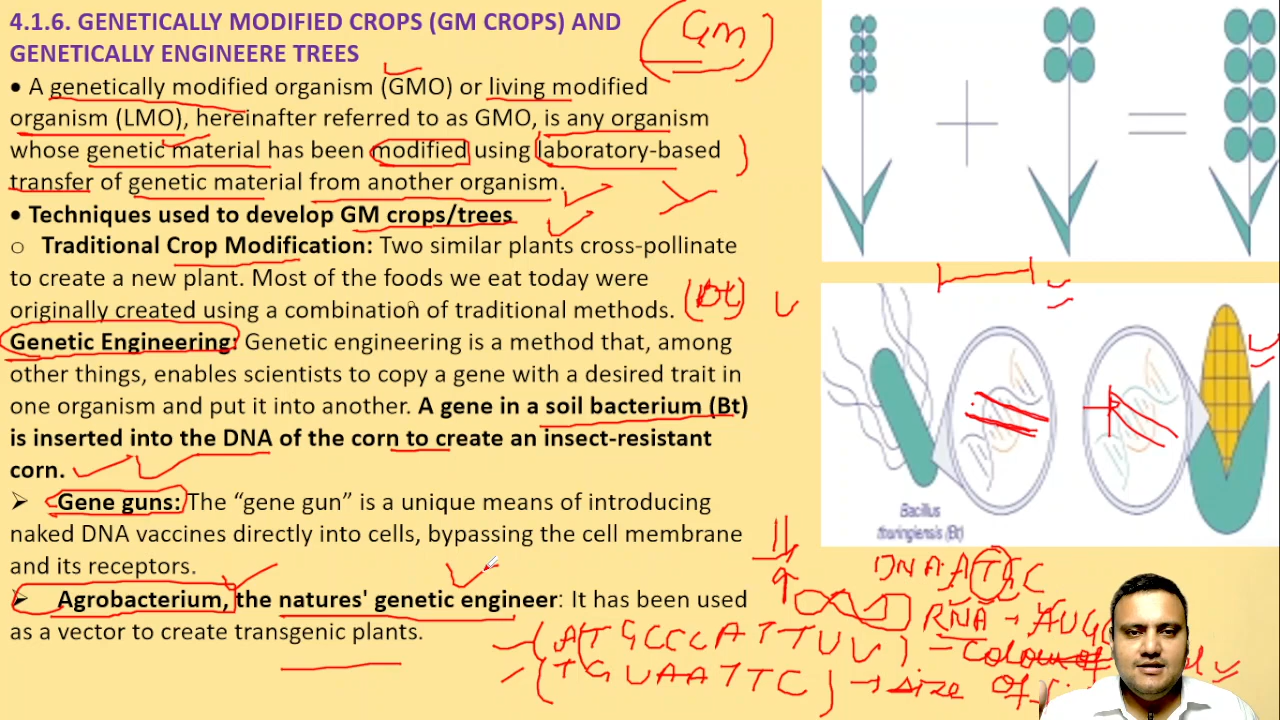 4.1.6. GENETICALLY MODIFIED CROPS (GM CROPS) AND
GENETICALLY ENGINEERE TREES
GM
• A genetically modified organism (GMO) or living modified
organism (LMO), hereinafter referred to as GMO, is any organism
whose genetic material has been modified using laboratory-based
transfer of genetic material from another organism.
• Techniques used to develop GM crops/trees
o Traditional Crop Modification: Two similar plants cross-pollinate
to create a new plant. Most of the foods we eat today were
originally created using a combination of traditional methods.
(Bt)
Genetic Engineering: Genetic engineering is a method that, among
other things, enables scientists to copy a gene with a desired trait in
one organism and put it into another. A gene in a soil bacterium (Bt)
is inserted into the DNA of the corn to create an insect-resistant
corn.
➢ Gene guns: The “gene gun” is a unique means of introducing
naked DNA vaccines directly into cells, bypassing the cell membrane
and its receptors.
➢ Agrobacterium, the natures' genetic engineer: It has been used
as a vector to create transgenic plants.
Bacillus
thuringiensis (Bt)
DNA ATGC
RNA → AUGC
ATGCCCATTUU) - Colour of
(TGUAATTC) → size of